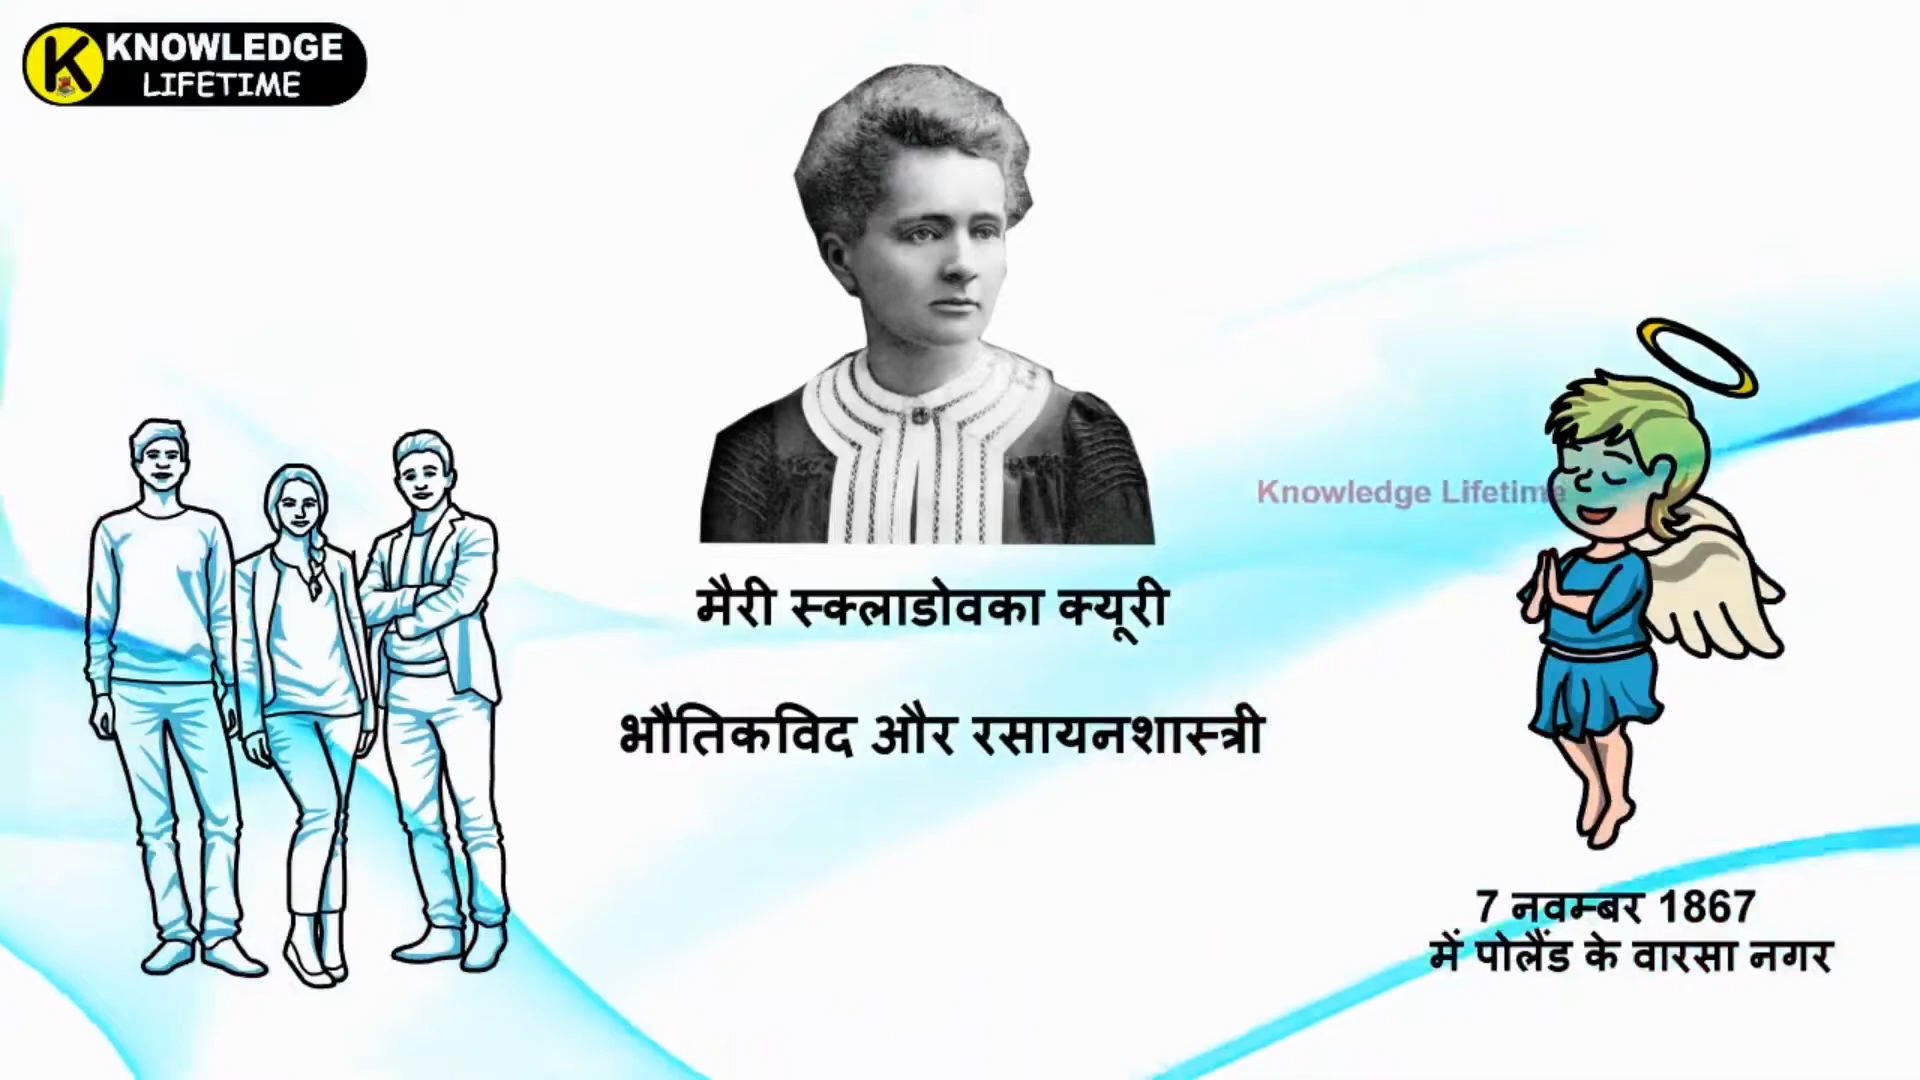 KNOWLEDGE
LIFETIME
Knowledge Lifetime
मैरी स्क्लाडोवका क्यूरी
भौतिकविद और रसायनशास्त्री
7 नवम्बर 1867
में पोलैंड के वारसा नगर